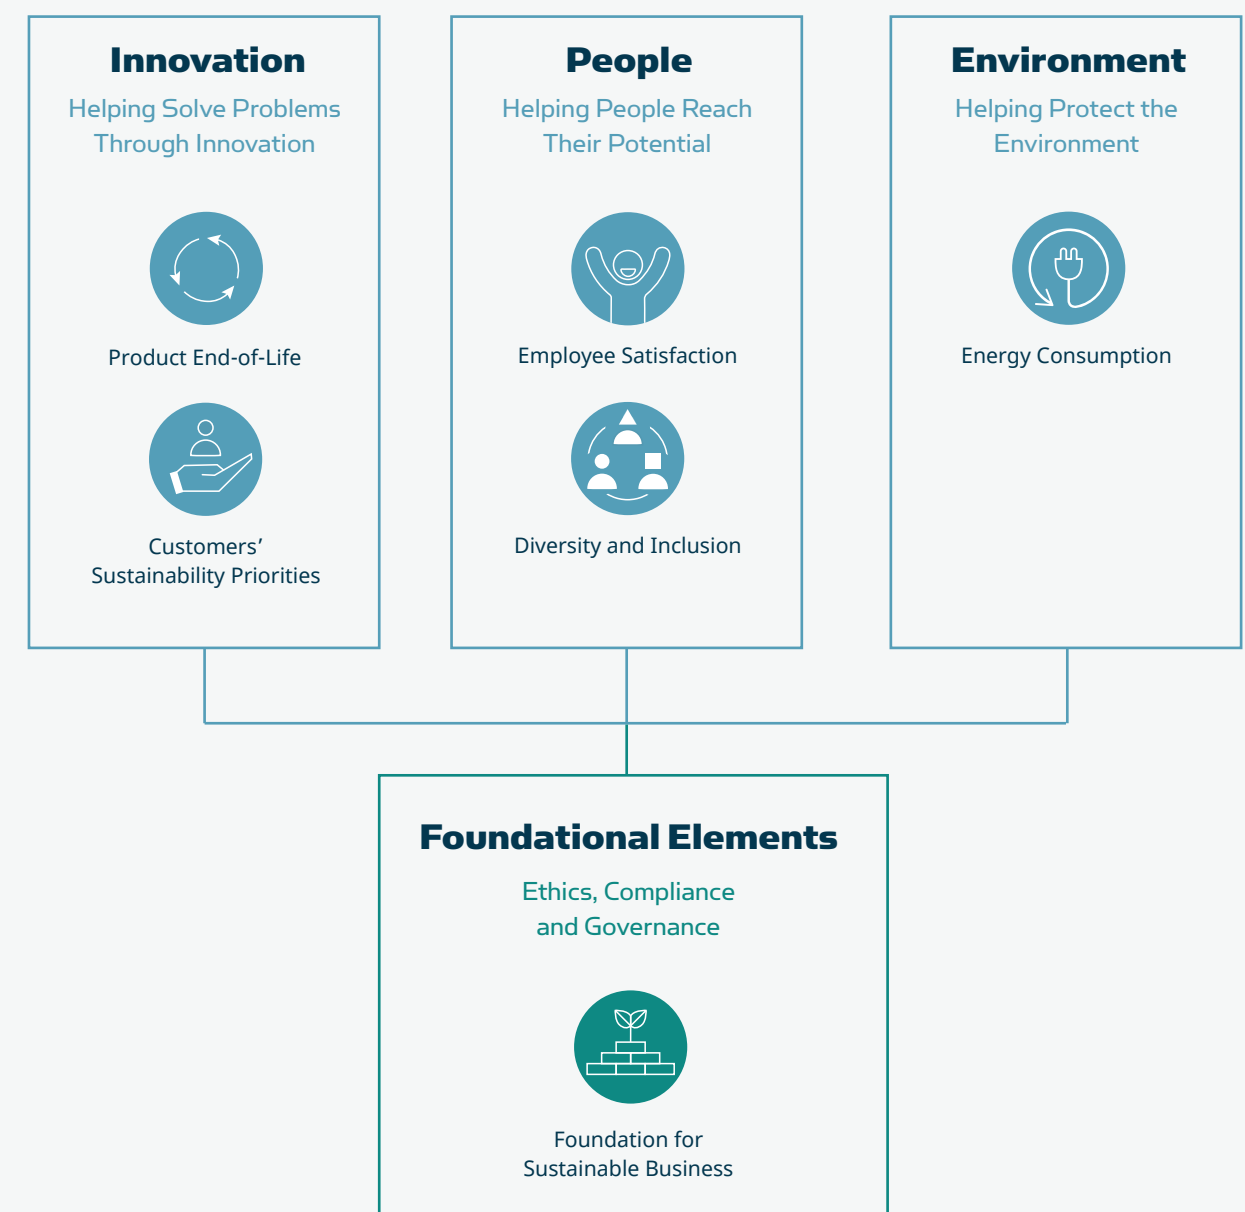 Innovation
Helping Solve Problems
Through Innovation
Product End-of-Life
Customers’
Sustainability Priorities
People
Helping People Reach
Their Potential
Employee Satisfaction
Diversity and Inclusion
Environment
Helping Protect the
Environment
Energy Consumption
Foundational Elements
Ethics, Compliance
and Governance
Foundation for
Sustainable Business